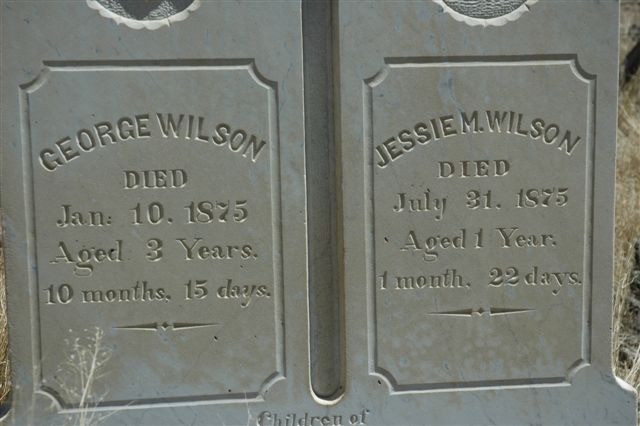 GEORGE WILSON
DIED
Jan. 10. 1875
Aged 3 Years.
10 months, 15 days.
JESSIE M. WILSON
DIED
July 31. 1875
Aged 1 Year.
1 month, 22 days.
Children of